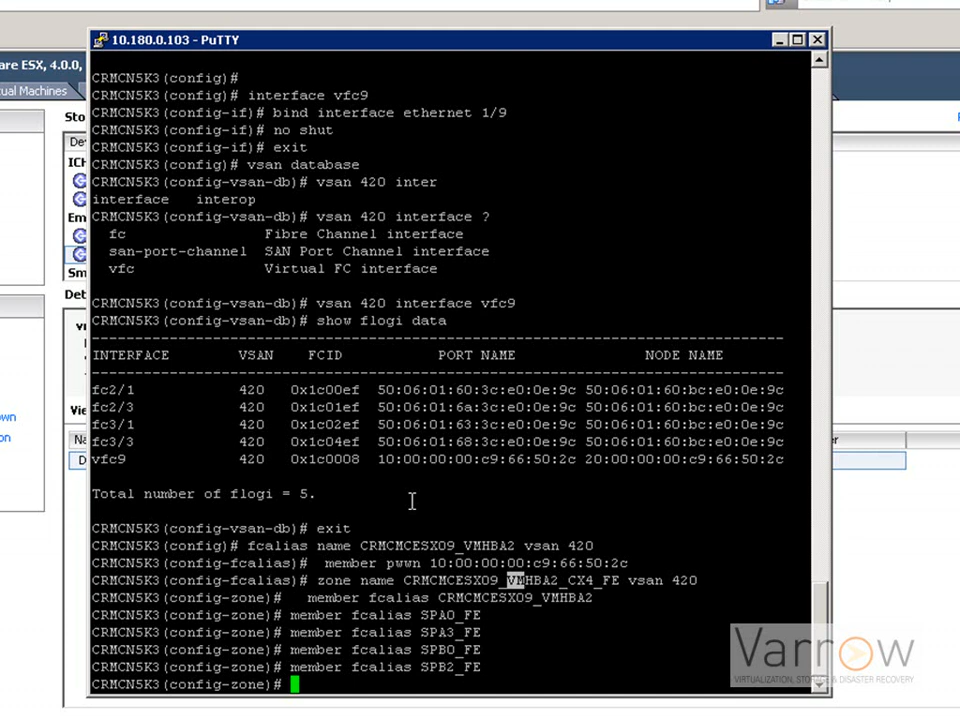 10.180.0.103 - PuTTY
are ESX, 4.0.0,
tual Machines
Sto
De
ICh
Em
Sm
Det
Vie
Na
D
own
on
er
CRMCN5K3(config)#
CRMCN5K3(config)# interface vfc9
CRMCN5K3(config-if)# bind interface ethernet 1/9
CRMCN5K3(config-if)# no shut
CRMCN5K3(config-if)# exit
CRMCN5K3(config)# vsan database
CRMCN5K3(config-vsan-db)# vsan 420 inter
interface   interop
CRMCN5K3(config-vsan-db)# vsan 420 interface ?
fc                Fibre Channel interface
san-port-channel  SAN Port Channel interface
vfc               Virtual FC interface
CRMCN5K3(config-vsan-db)# vsan 420 interface vfc9
CRMCN5K3(config-vsan-db)# show flogi data
--------------------------------------------------------------------------------
INTERFACE        VSAN    FCID           PORT NAME               NODE NAME
--------------------------------------------------------------------------------
fc2/1            420   0x1c00ef  50:06:01:60:3c:e0:0e:9c 50:06:01:60:bc:e0:0e:9c
fc2/3            420   0x1c01ef  50:06:01:6a:3c:e0:0e:9c 50:06:01:60:bc:e0:0e:9c
fc3/1            420   0x1c02ef  50:06:01:63:3c:e0:0e:9c 50:06:01:60:bc:e0:0e:9c
fc3/3            420   0x1c04ef  50:06:01:68:3c:e0:0e:9c 50:06:01:60:bc:e0:0e:9c
vfc9             420   0x1c0008  10:00:00:00:c9:66:50:2c 20:00:00:00:c9:66:50:2c
Total number of flogi = 5.
CRMCN5K3(config-vsan-db)# exit
CRMCN5K3(config)# fcalias name CRMCMCESX09_VMHBA2 vsan 420
CRMCN5K3(config-fcalias)#  member pwwn 10:00:00:00:c9:66:50:2c
CRMCN5K3(config-fcalias)# zone name CRMCMCESX09_VMHBA2_CX4_FE vsan 420
CRMCN5K3(config-zone)#   member fcalias CRMCMCESX09_VMHBA2
CRMCN5K3(config-zone)# member fcalias SPA0_FE
CRMCN5K3(config-zone)# member fcalias SPA3_FE
CRMCN5K3(config-zone)# member fcalias SPB0_FE
CRMCN5K3(config-zone)# member fcalias SPB2_FE
CRMCN5K3(config-zone)#
Varrow
VIRTUALIZATION, STORAGE & DISASTER RECOVERY